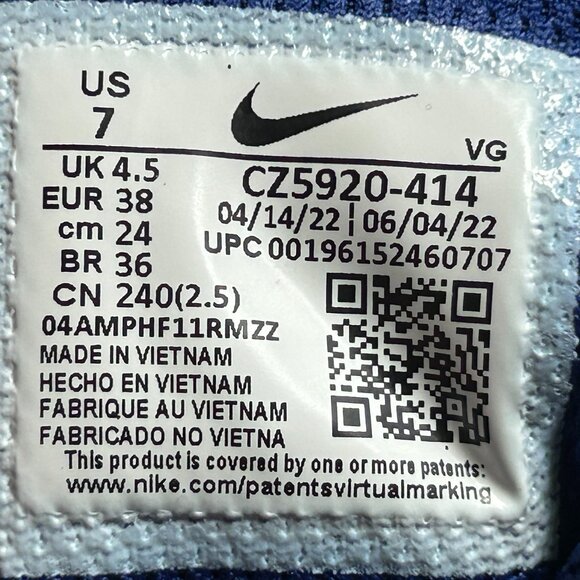 US
7
VG
UK 4.5
EUR 38
cm 24
BR 36
CN 240(2.5)
CZ5920-414
04/14/22 | 06/04/22
UPC 00196152460707
04AMPHF11RMZZ
MADE IN VIETNAM
HECHO EN VIETNAM
FABRIQUE AU VIETNAM
FABRICADO NO VIETNA
This product is covered by one or more patents:
www.nike.com/patentsvirtualmarking